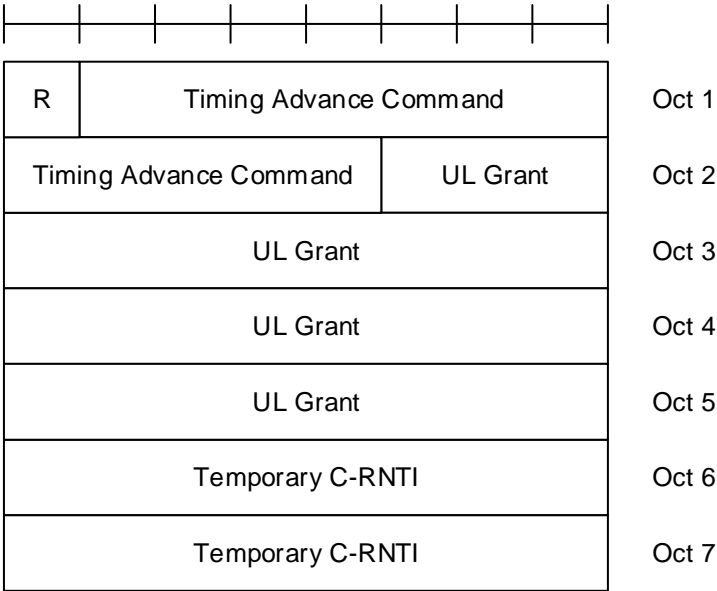 R Timing Advance Command Oct 1
Timing Advance Command UL Grant Oct 2
UL Grant Oct 3
UL Grant Oct 4
UL Grant Oct 5
Temporary C-RNTI Oct 6
Temporary C-RNTI Oct 7